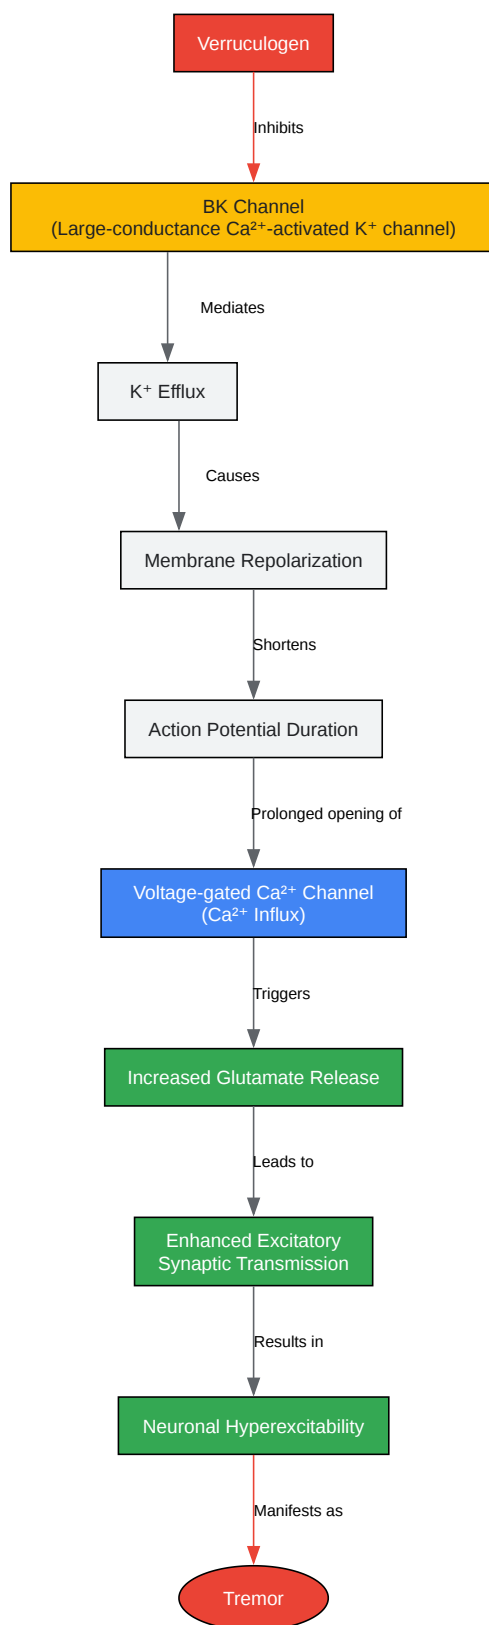 Verruculogen
Inhibits
BK Channel
(Large-conductance Ca²⁺-activated K⁺ channel)
Mediates
K⁺ Efflux
Causes
Membrane Repolarization
Shortens
Action Potential Duration
Prolonged opening of
Voltage-gated Ca²⁺ Channel
(Ca²⁺ Influx)
Triggers
Increased Glutamate Release
Leads to
Enhanced Excitatory
Synaptic Transmission
Results in
Neuronal Hyperexcitability
Manifests as
Tremor